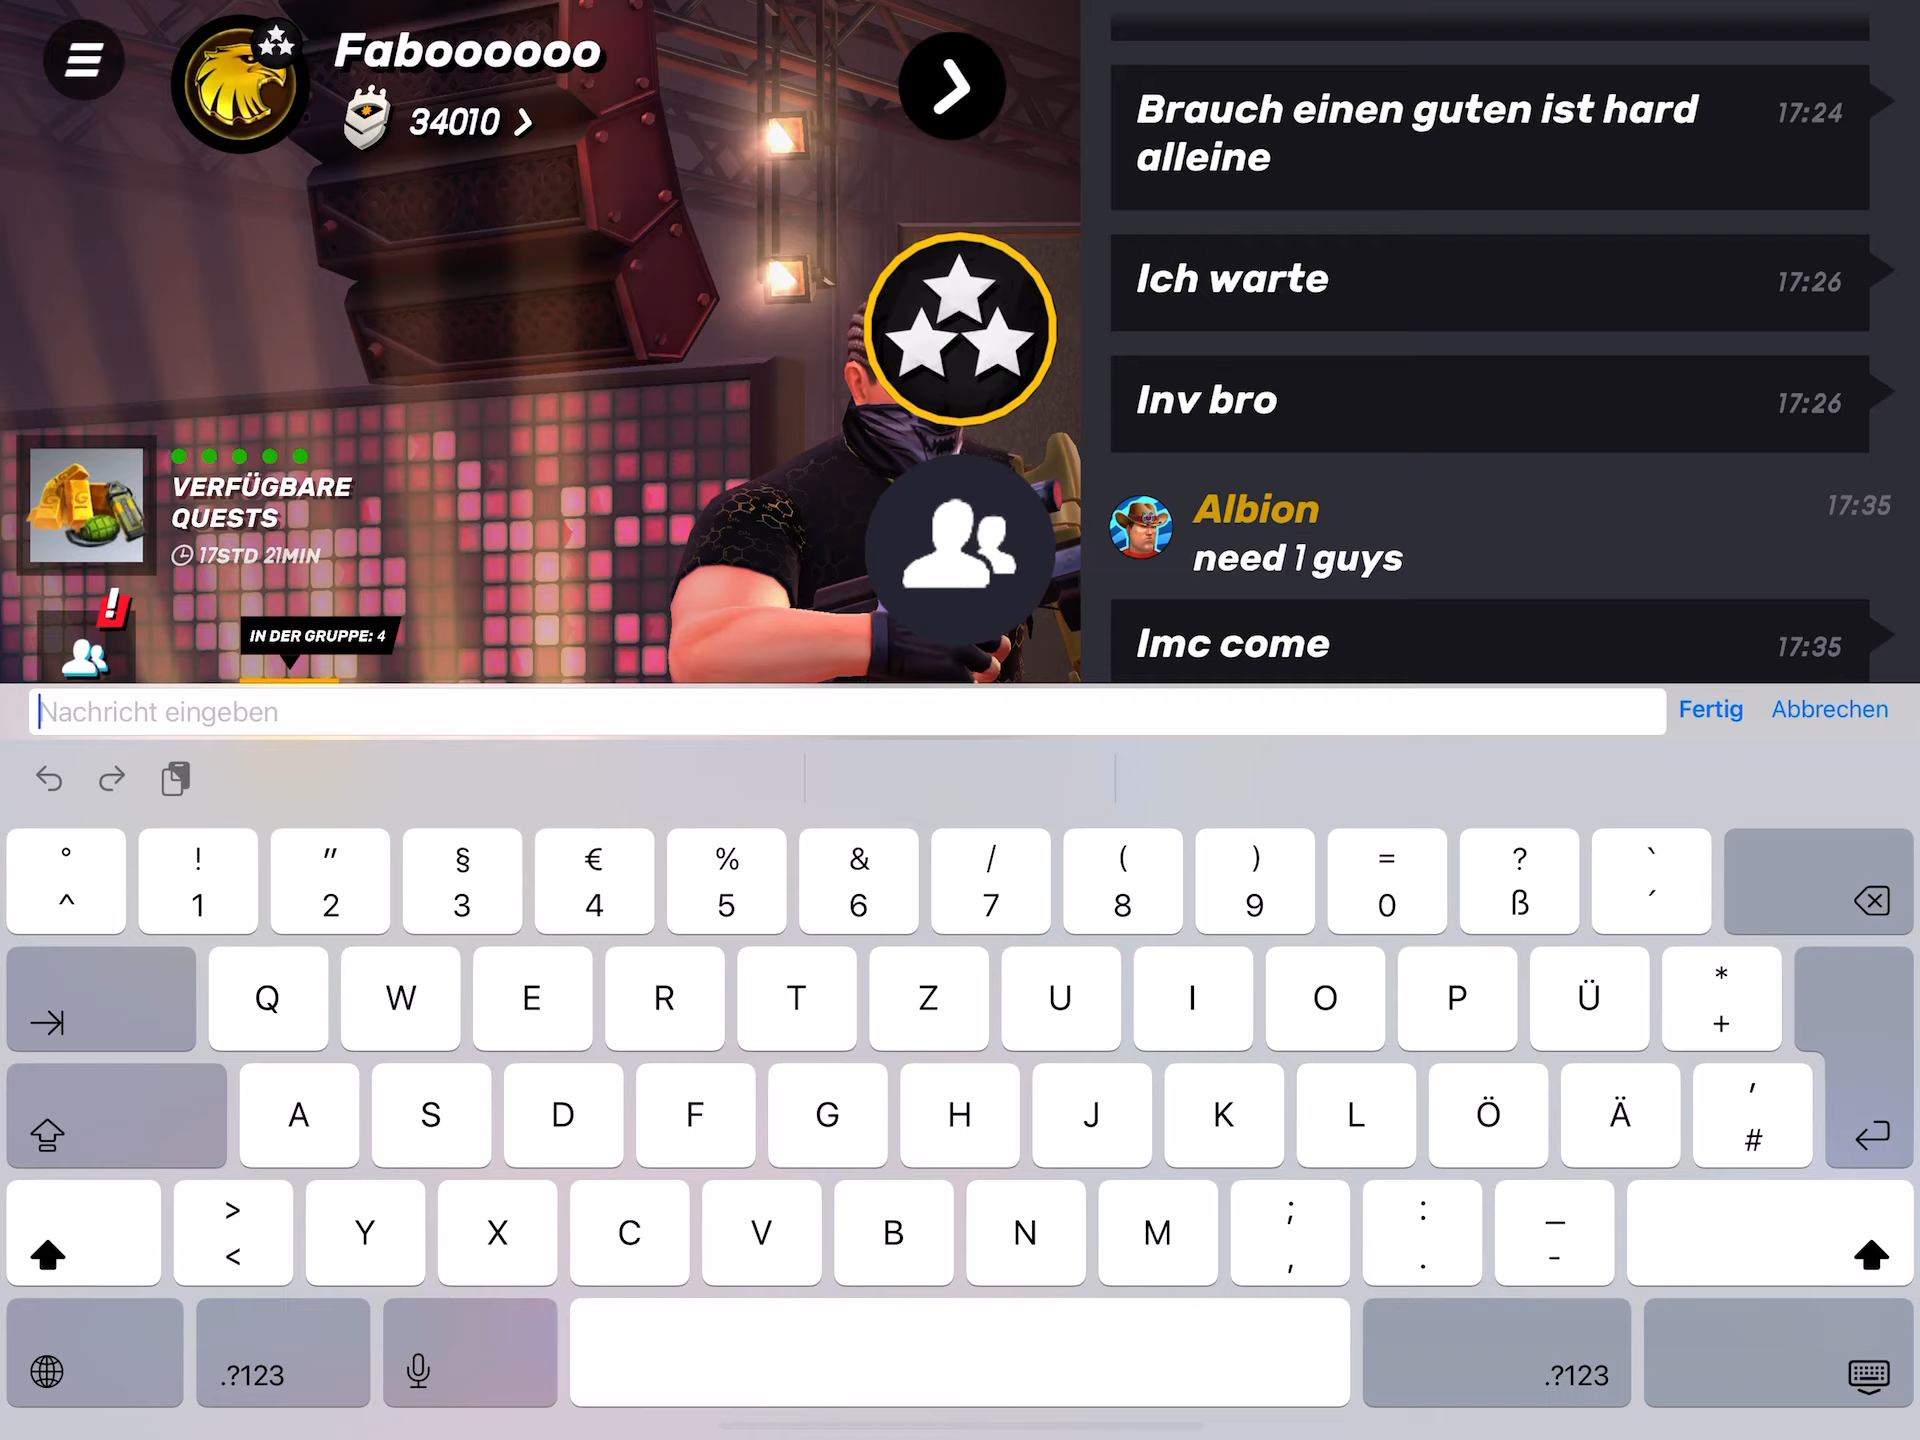 Faboooooo
34010
VERFÜGBARE
QUESTS
17STD 21MIN
!
IN DER GRUPPE: 4
Brauch einen guten ist hard
alleine
17:24
Ich warte
17:26
Inv bro
17:26
Albion
17:35
need 1 guys
Imc come
17:35
Nachricht eingeben
Fertig
Abbrechen
° ! " § € % & / ( ) = ? `
^ 1 2 3 4 5 6 7 8 9 0 ß ´
Q W E R T Z U I O P Ü * +
A S D F G H J K L Ö Ä ' #
> < Y X C V B N M ; , : . _ -
.?123
.?123